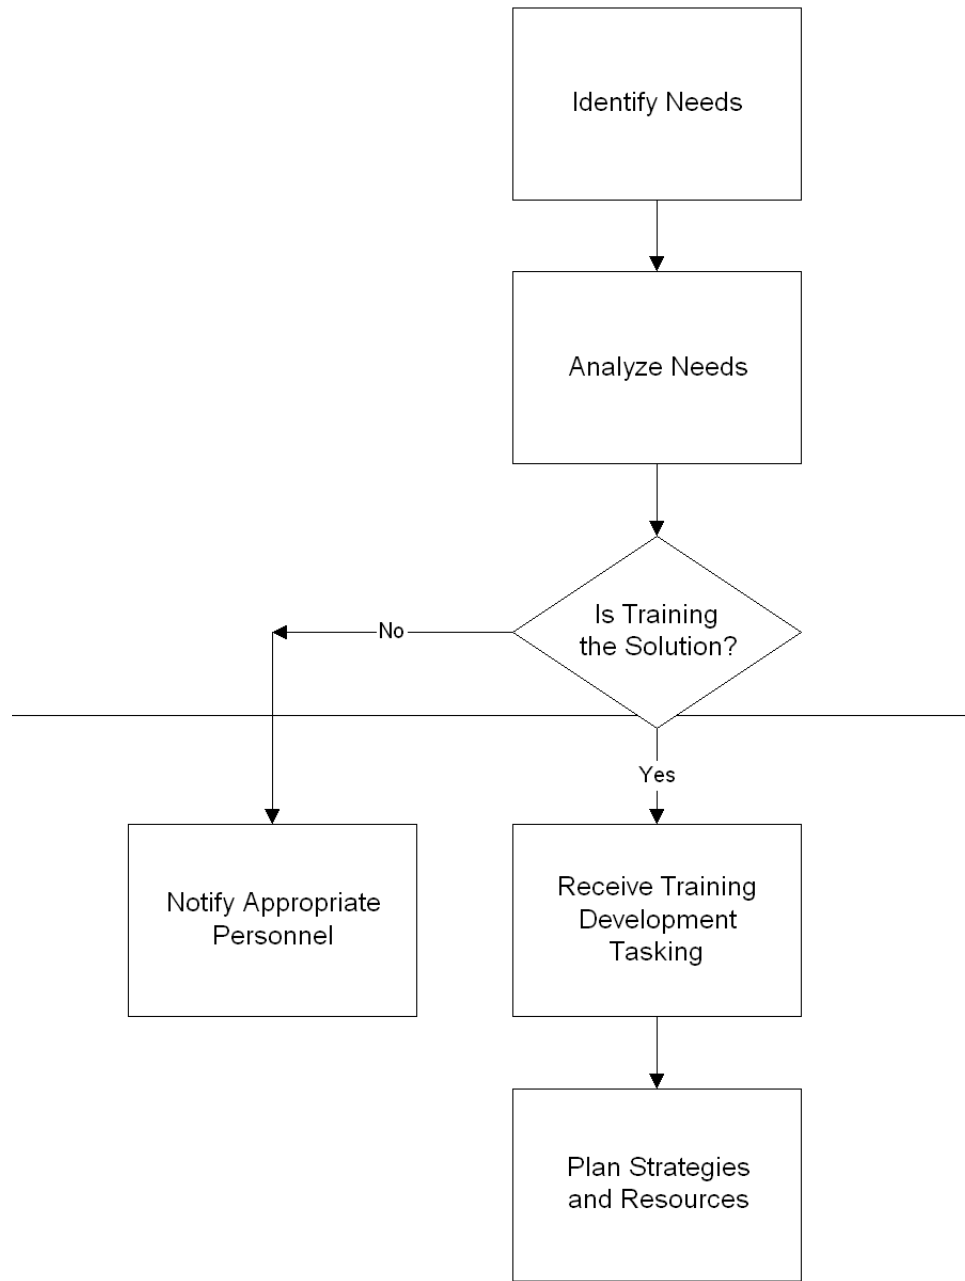 Identify Needs
Analyze Needs
Is Training
the Solution?
No
Yes
Notify Appropriate
Personnel
Receive Training
Development
Tasking
Plan Strategies
and Resources